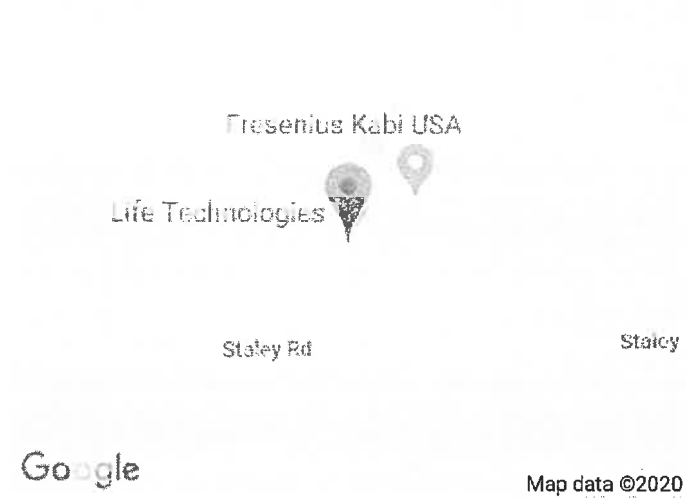 Fresenius Kabi USA
Life Technologies
Staley Rd
Staley
Google
Map data ©2020